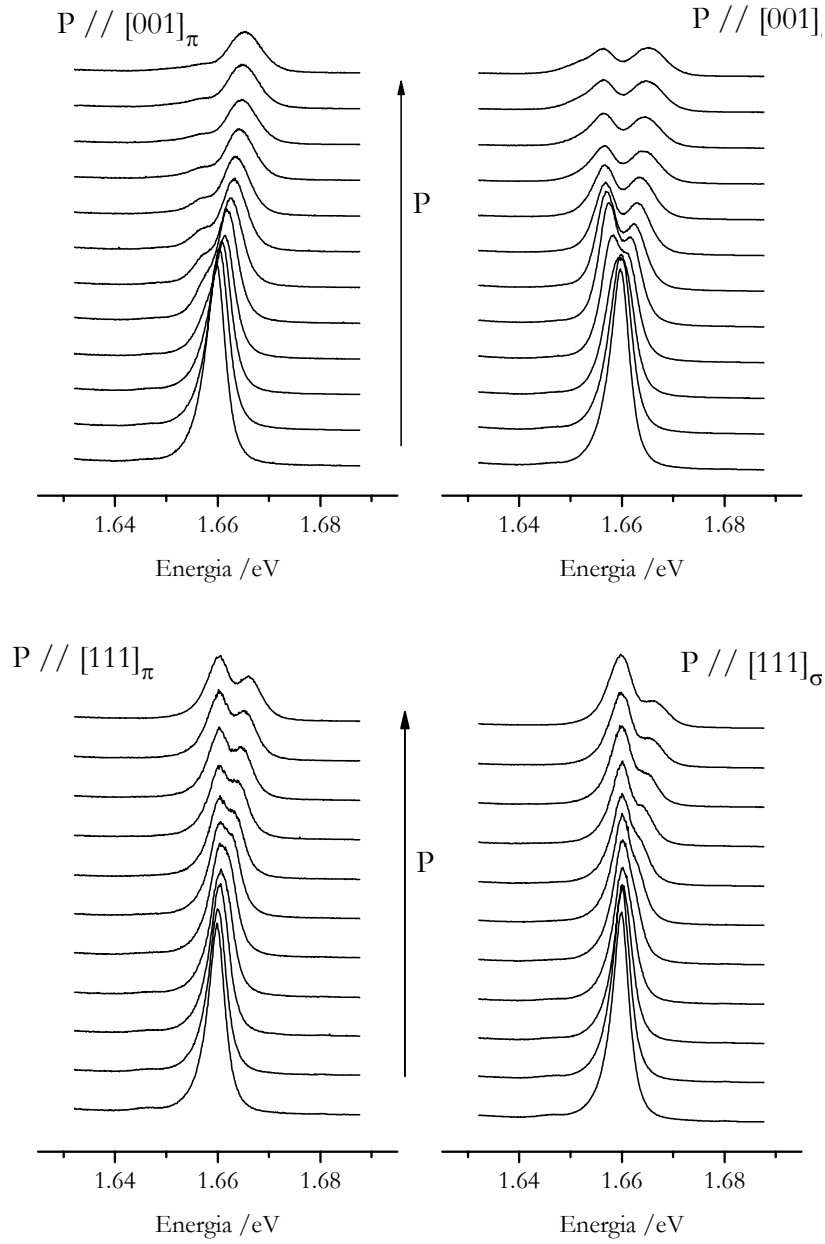 P // [001]π
P // [001]
P
1.64 1.66 1.68
Energia /eV
1.64 1.66 1.68
Energia /eV
P // [111]π
P // [111]σ
P
1.64 1.66 1.68
Energia /eV
1.64 1.66 1.68
Energia /eV